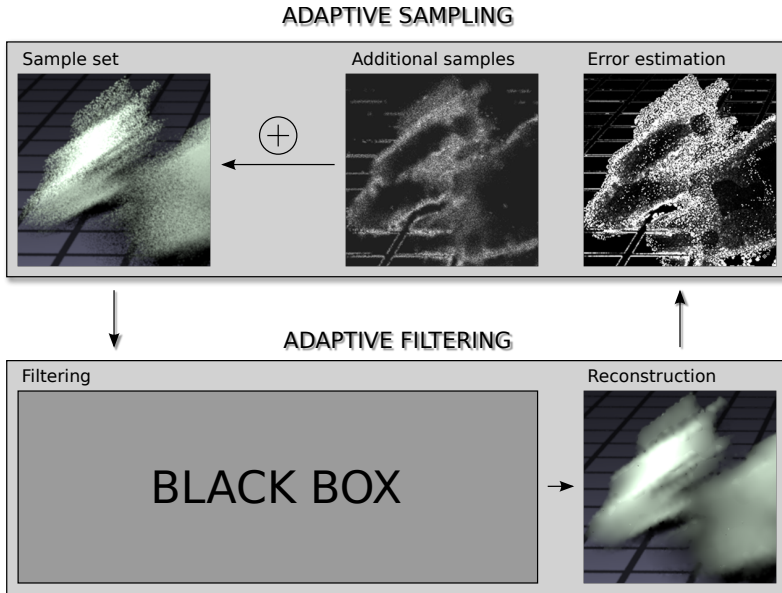 ADAPTIVE SAMPLING
Sample set
Additional samples
Error estimation
ADAPTIVE FILTERING
Filtering
Reconstruction
BLACK BOX